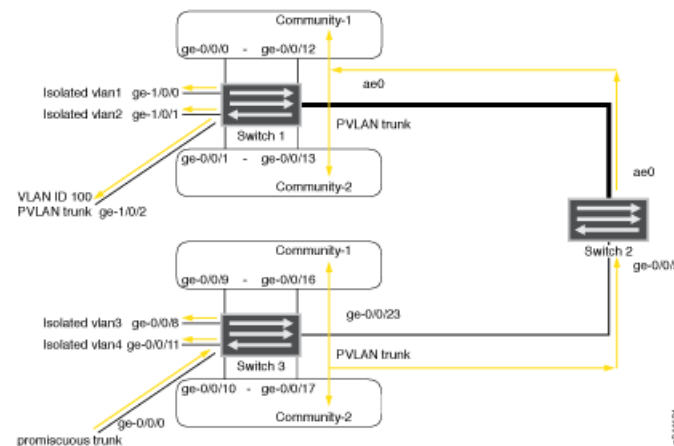 Community-1
ge-0/0/0 - ge-0/0/12
Isolated vlan1 ge-1/0/0
ae0
Isolated vlan2 ge-1/0/1
PVLAN trunk
Switch 1
ge-0/0/1 - ge-0/0/13
ae0
VLAN ID 100
PVLAN trunk ge-1/0/2
Community-2
Switch 2
Community-1
ge-0/0/9 - ge-0/0/16
ge-0/0/23
Isolated vlan3 ge-0/0/8
Isolated vlan4 ge-0/0/11
PVLAN trunk
Switch 3
ge-0/0/10 - ge-0/0/17
ge-0/0/0
Community-2
promiscuous trunk